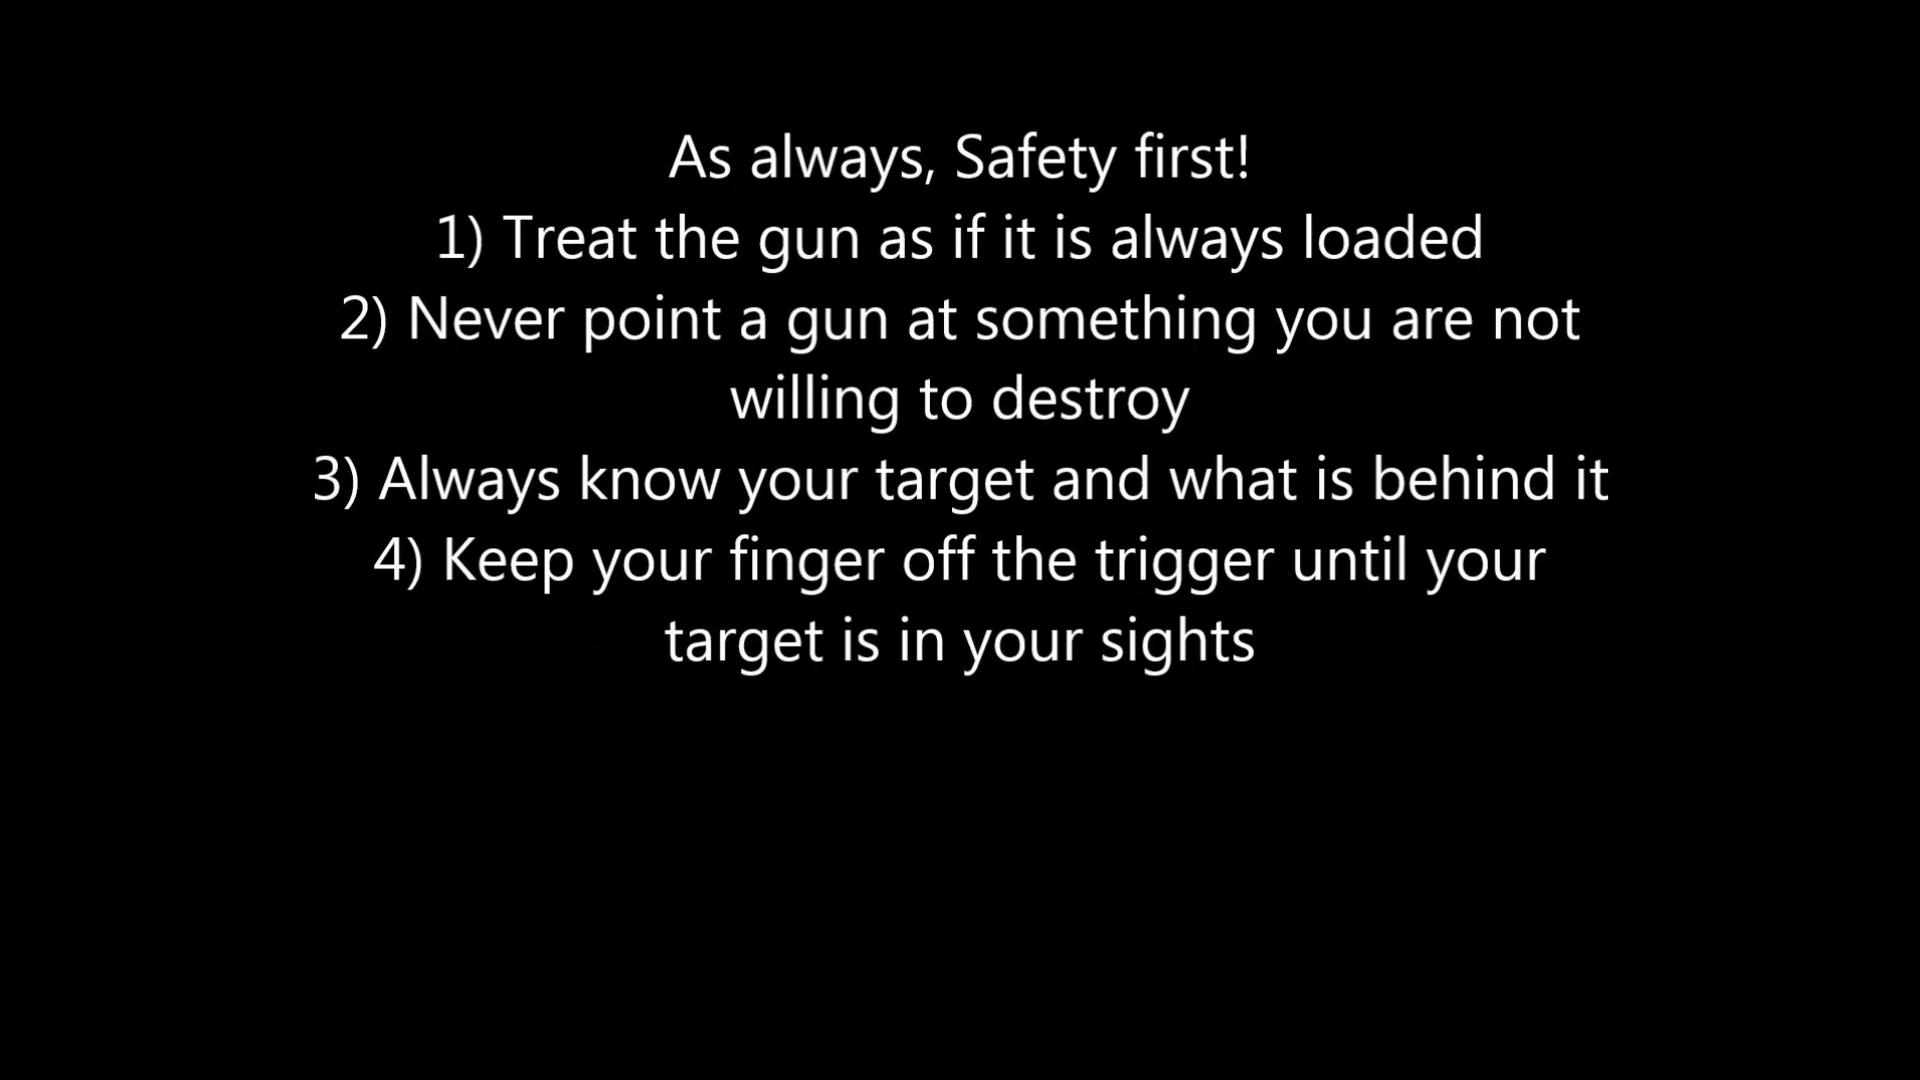 As always, Safety first!
1) Treat the gun as if it is always loaded
2) Never point a gun at something you are not
willing to destroy
3) Always know your target and what is behind it
4) Keep your finger off the trigger until your
target is in your sights